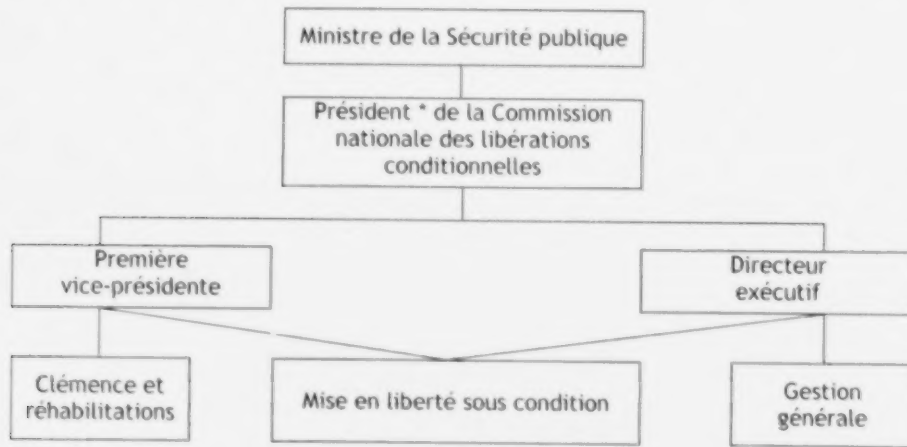 Ministre de la Sécurité publique
Président * de la Commission
nationale des libérations
conditionnelles
Première
vice-présidente
Directeur
exécutif
Clémence et
réhabilitations
Mise en liberté sous condition
Gestion
générale